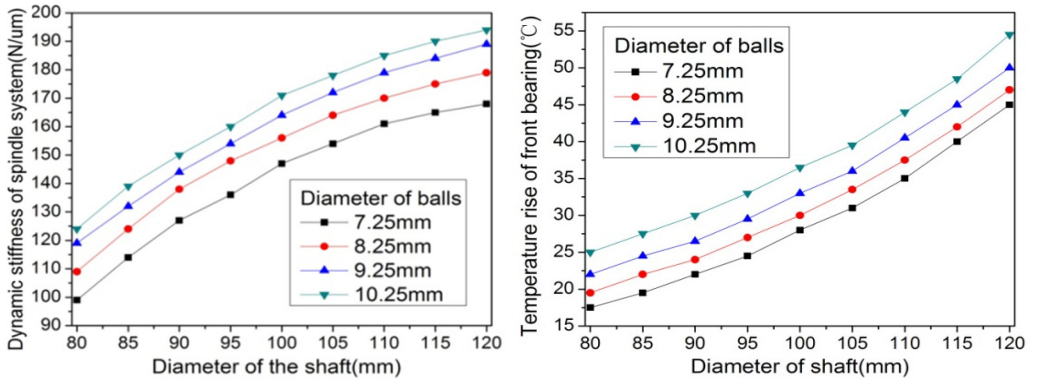 Dynamic stiffness of spindle system(N/um)
200
190
180
170
160
150
140
130
120
110
100
90
80 85 90 95 100 105 110 115 120
Diameter of the shaft(mm)
Diameter of balls
7.25mm
8.25mm
9.25mm
10.25mm
Temperature rise of front bearing(℃)
55
50
45
40
35
30
25
20
15
80 85 90 95 100 105 110 115 120
Diameter of shaft(mm)
Diameter of balls
7.25mm
8.25mm
9.25mm
10.25mm